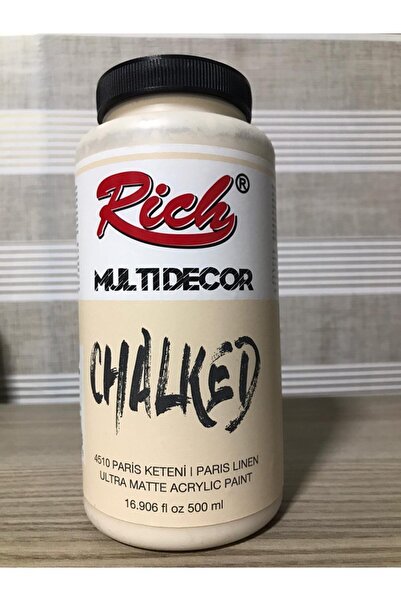 Rich®
MULTIDECOR
CHALKED
4510 PARİS KETENİ | PARIS LINEN
ULTRA MATTE ACRYLIC PAINT
16.906 fl oz 500 ml